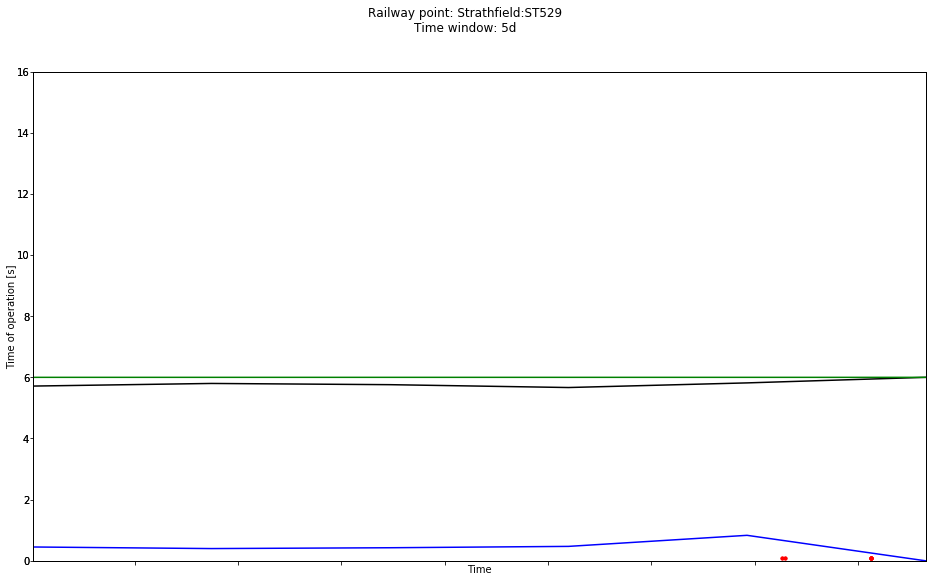 Railway point: Strathfield:ST529
Time window: 5d
16
14
12
10
8
6
4
2
0
Time of operation [s]
Time